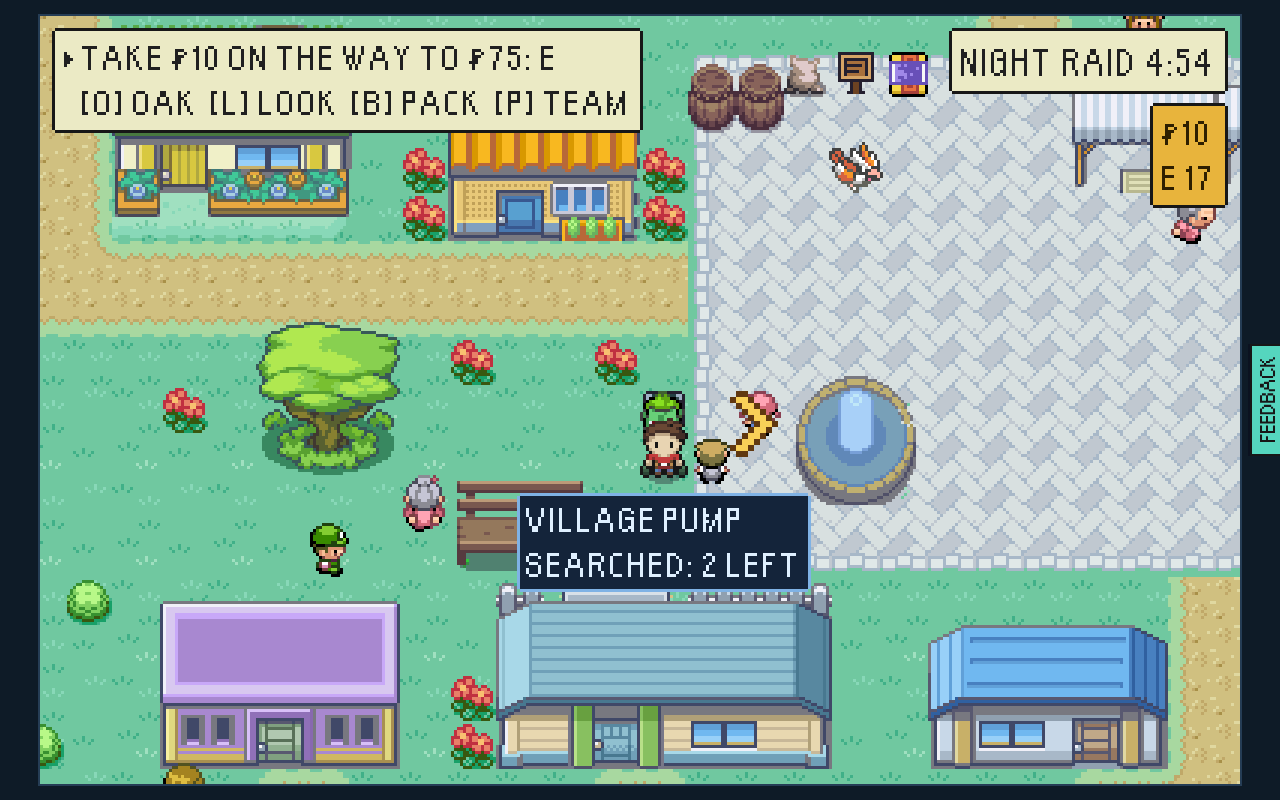 ▸TAKE ₽10 ON THE WAY TO ₽75: E
[O] OAK [L] LOOK [B] PACK [P] TEAM
NIGHT RAID 4:54
₽10
E 17
FEEDBACK
VILLAGE PUMP
SEARCHED: 2 LEFT